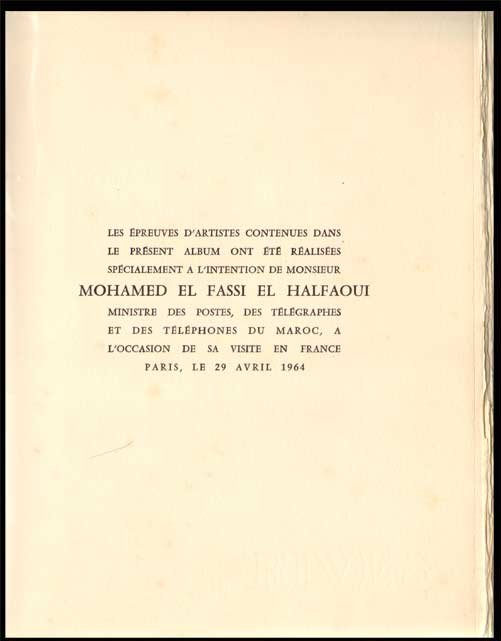 LES ÉPREUVES D'ARTISTES CONTENUES DANS
LE PRÉSENT ALBUM ONT ÉTÉ RÉALISÉES
SPÉCIALEMENT A L'INTENTION DE MONSIEUR
MOHAMED EL FASSI EL HALFAOUI
MINISTRE DES POSTES, DES TÉLÉGRAPHES
ET DES TÉLÉPHONES DU MAROC, A
L'OCCASION DE SA VISITE EN FRANCE
PARIS, LE 29 AVRIL 1964